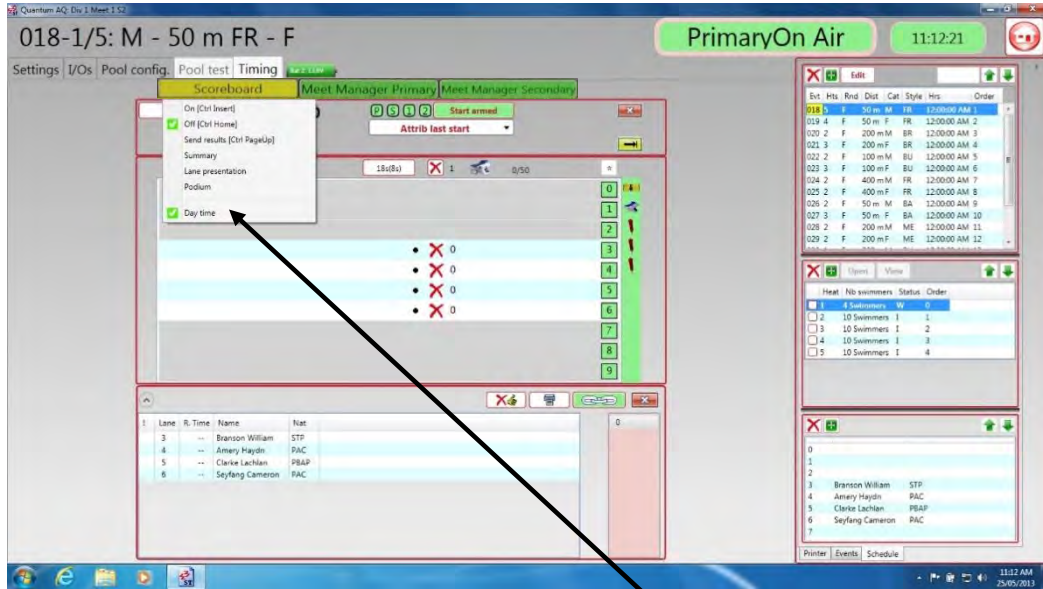 Quantum AQ: Div 1 Meet 1 S2
018-1/5: M - 50 m FR - F
PrimaryOn Air
11:12:21
Settings I/Os Pool config. Pool test Timing
Scoreboard Meet Manager Primary Meet Manager Secondary
On [Ctrl Insert]
Off [Ctrl Home]
Send results [Ctrl PageUp]
Summary
Lane presentation
Podium
Day time
P S 1 2 Start armed
Attrib last start
18s(8s) 1 0/50
0
1
2
3
4
5
6
7
8
9
0
0
0
0
Lane R. Time Name Nat 0
3 -- Branson William STP
4 -- Amery Haydn PAC
5 -- Clarke Lachlan PBAP
6 -- Seyfang Cameron PAC
Edit
Evt Hts Rnd Dist Cat Style Hrs Order
018 5 F 50 m M FR 12:00:00 AM 1
019 4 F 50 m F FR 12:00:00 AM 2
020 2 F 200 m M BR 12:00:00 AM 3
021 3 F 200 m F BR 12:00:00 AM 4
022 2 F 100 m M BU 12:00:00 AM 5
023 3 F 100 m F BU 12:00:00 AM 6
024 2 F 400 m M FR 12:00:00 AM 7
025 2 F 400 m F FR 12:00:00 AM 8
026 2 F 50 m M BA 12:00:00 AM 9
027 3 F 50 m F BA 12:00:00 AM 10
028 2 F 200 m M ME 12:00:00 AM 11
029 2 F 200 m F ME 12:00:00 AM 12
Open View
Heat Nb swimmers Status Order
1 4 Swimmers W 0
2 10 Swimmers I 1
3 10 Swimmers I 2
4 10 Swimmers I 3
5 10 Swimmers I 4
0
1
2
3 Branson William STP
4 Amery Haydn PAC
5 Clarke Lachlan PBAP
6 Seyfang Cameron PAC
7
Printer Events Schedule
ST
11:12 AM
25/05/2013